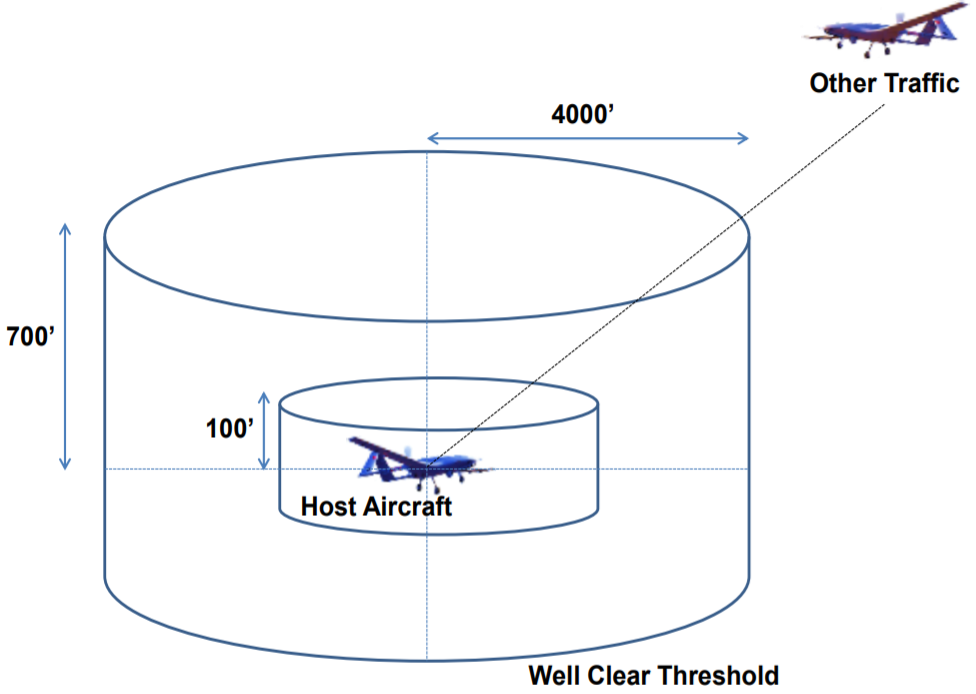 Other Traffic
4000’
700’
100’
Host Aircraft
Well Clear Threshold